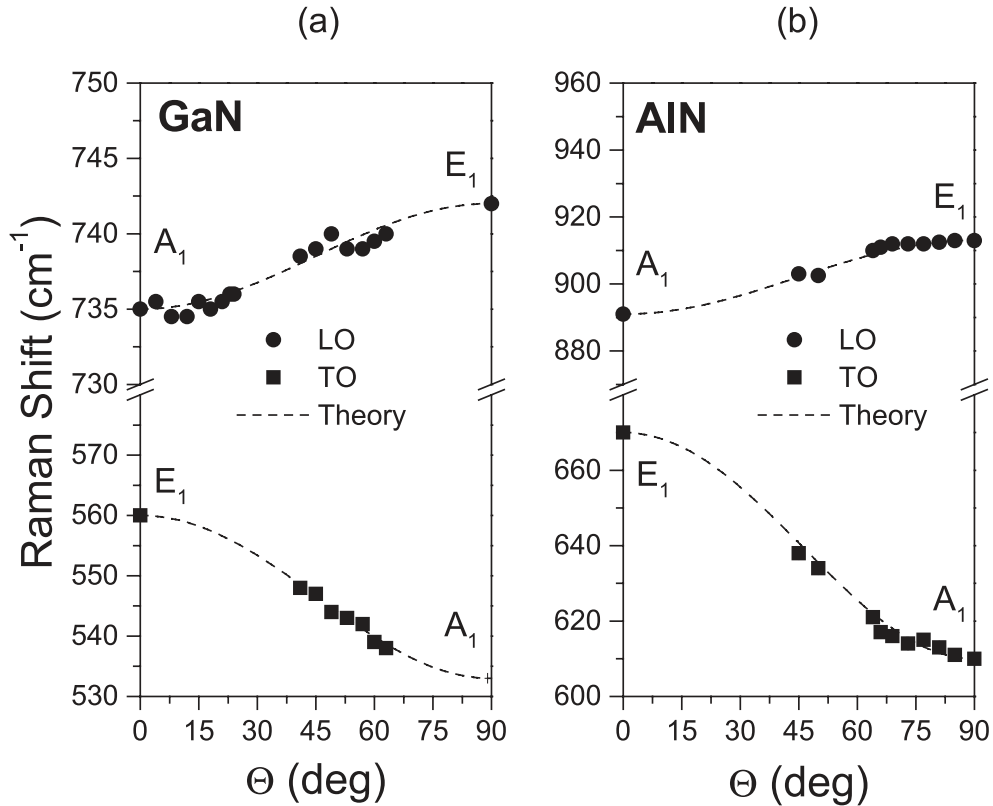 (a)
(b)
Raman Shift (cm⁻¹)
GaN
750
745
740
735
730
570
560
550
540
530
E₁
A₁
LO
TO
Theory
E₁
A₁
0 15 30 45 60 75 90
Θ (deg)
AlN
960
940
920
900
880
660
640
620
600
E₁
A₁
LO
TO
Theory
E₁
A₁
0 15 30 45 60 75 90
Θ (deg)